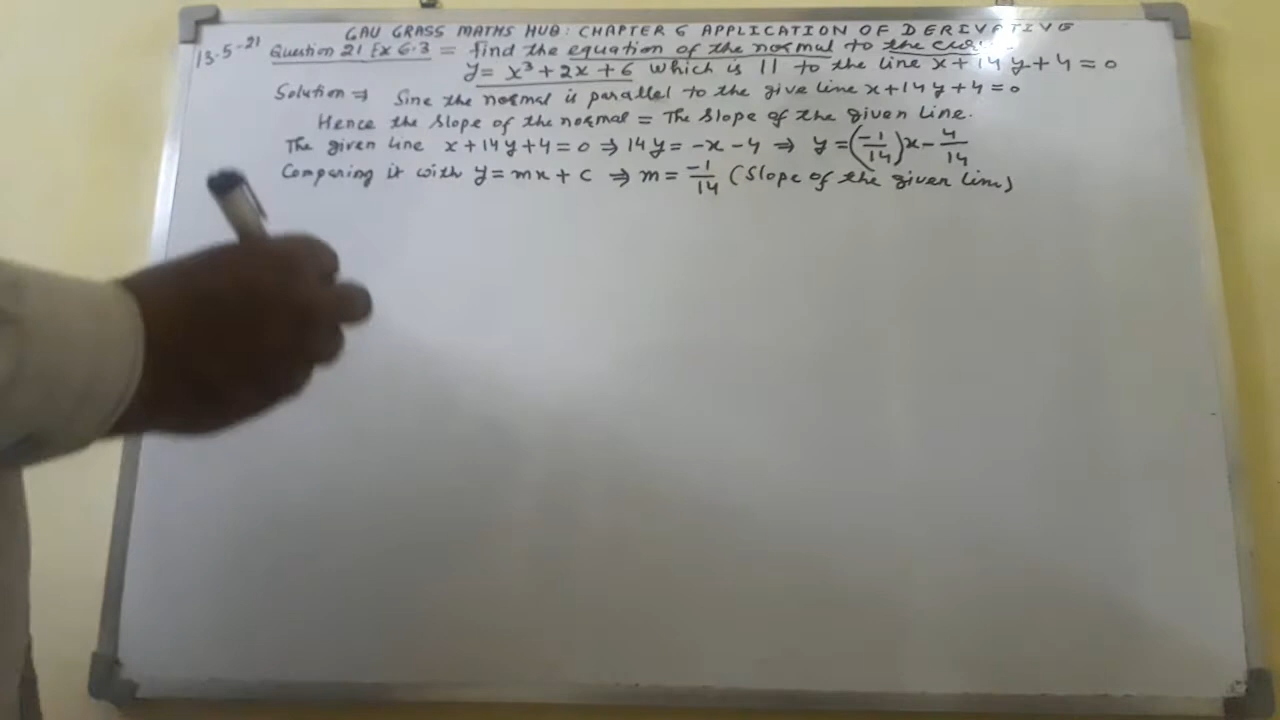 GAU GRASS MATHS HUB: CHAPTER 6 APPLICATION OF DERIVATIVE
13-5-21 Question 21 Ex 6.3 = find the equation of the normal to the
y = x³ + 2x + 6 which is || to the line x + 14y + 4 = 0
Solution ⇒ Sine the normal is parallel to the give line x + 14y + 4 = 0
Hence the slope of the normal = The slope of the given line.
The given line x + 14y + 4 = 0 ⇒ 14y = -x - 4 ⇒ y = (-1/14)x - 4/14
Comparing it with y = mx + c ⇒ m = -1/14 (slope of the given line)